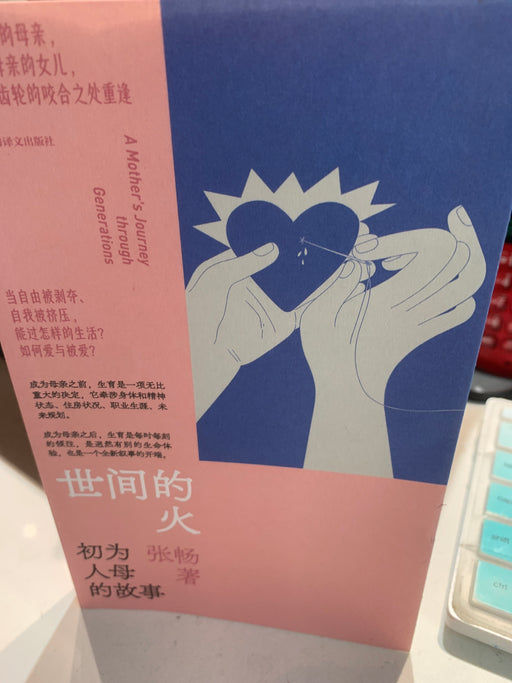 的母亲，
母亲的女儿，
齿轮的咬合之处重逢
译文出版社
A Mother's Journey
through
Generations
当自由被剥夺、
自我被挤压，
能过怎样的生活？
如何爱与被爱？
成为母亲之前，生育是一项无比
重大的决定，它牵涉身体和精神
状态、住房状况、职业生涯、未
来规划。
成为母亲之后，生育是每时每刻
的倾注，是迥然有别的生命体
验，也是一个全新叙事的开端。
世间的
火
初为
人母
的故事
张畅
著
shift
ctrl